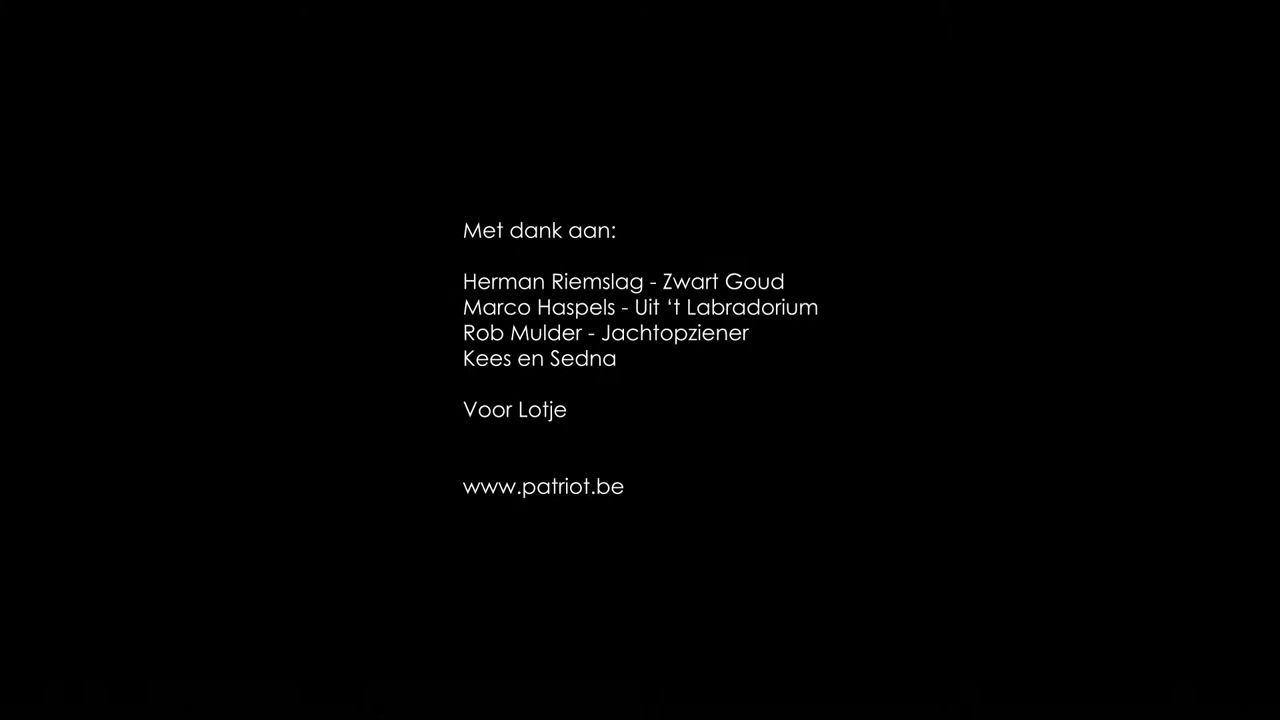 Met dank aan:
Herman Riemslag - Zwart Goud
Marco Haspels - Uit ‘t Labradorium
Rob Mulder - Jachtopziener
Kees en Sedna
Voor Lotje
www.patriot.be